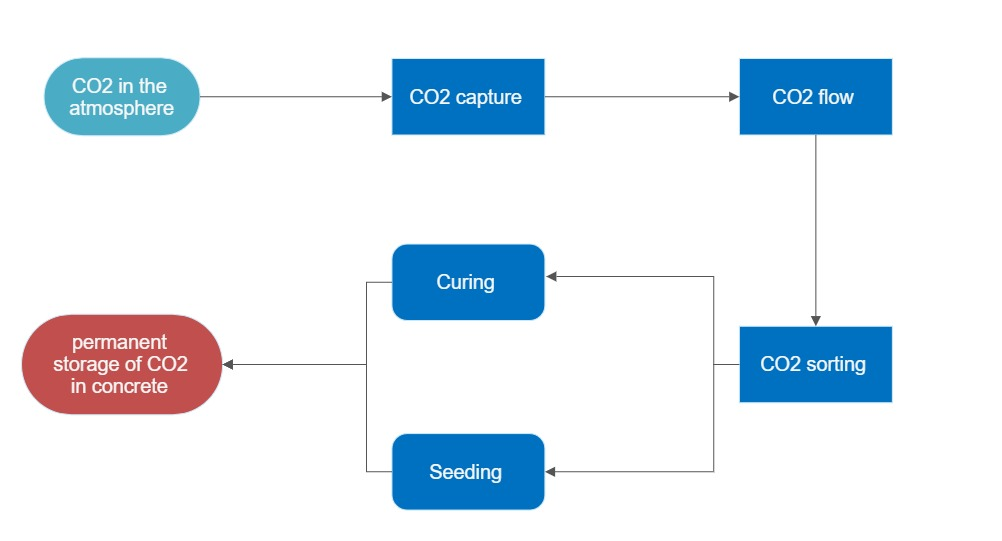 CO2 in the
atmosphere
CO2 capture
CO2 flow
Curing
permanent
storage of CO2
in concrete
CO2 sorting
Seeding